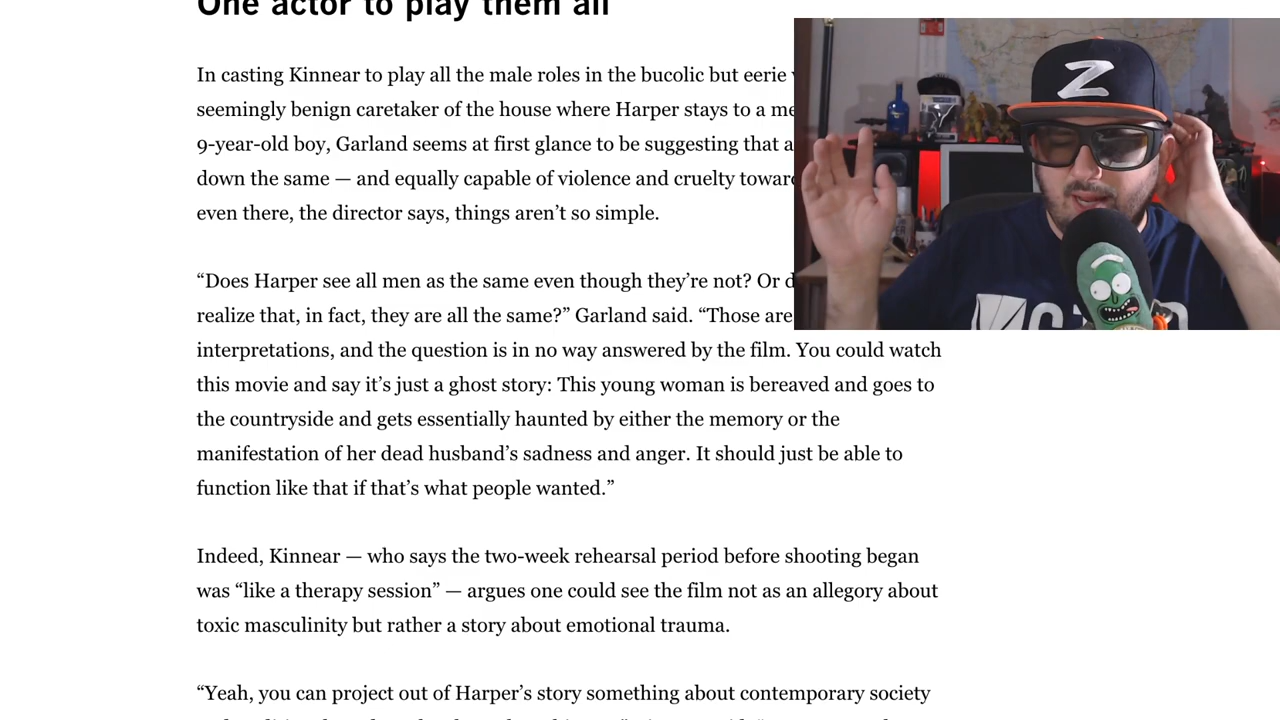 One actor to play them all
In casting Kinnear to play all the male roles in the bucolic but eerie
seemingly benign caretaker of the house where Harper stays to a
9-year-old boy, Garland seems at first glance to be suggesting that
down the same — and equally capable of violence and cruelty
even there, the director says, things aren’t so simple.
“Does Harper see all men as the same even though they’re not? Or
realize that, in fact, they are all the same?” Garland said. “Those are
interpretations, and the question is in no way answered by the film. You could watch
this movie and say it’s just a ghost story: This young woman is bereaved and goes to
the countryside and gets essentially haunted by either the memory or the
manifestation of her dead husband’s sadness and anger. It should just be able to
function like that if that’s what people wanted.”
Indeed, Kinnear — who says the two-week rehearsal period before shooting began
was “like a therapy session” — argues one could see the film not as an allegory about
toxic masculinity but rather a story about emotional trauma.
“Yeah, you can project out of Harper’s story something about contemporary society
Z